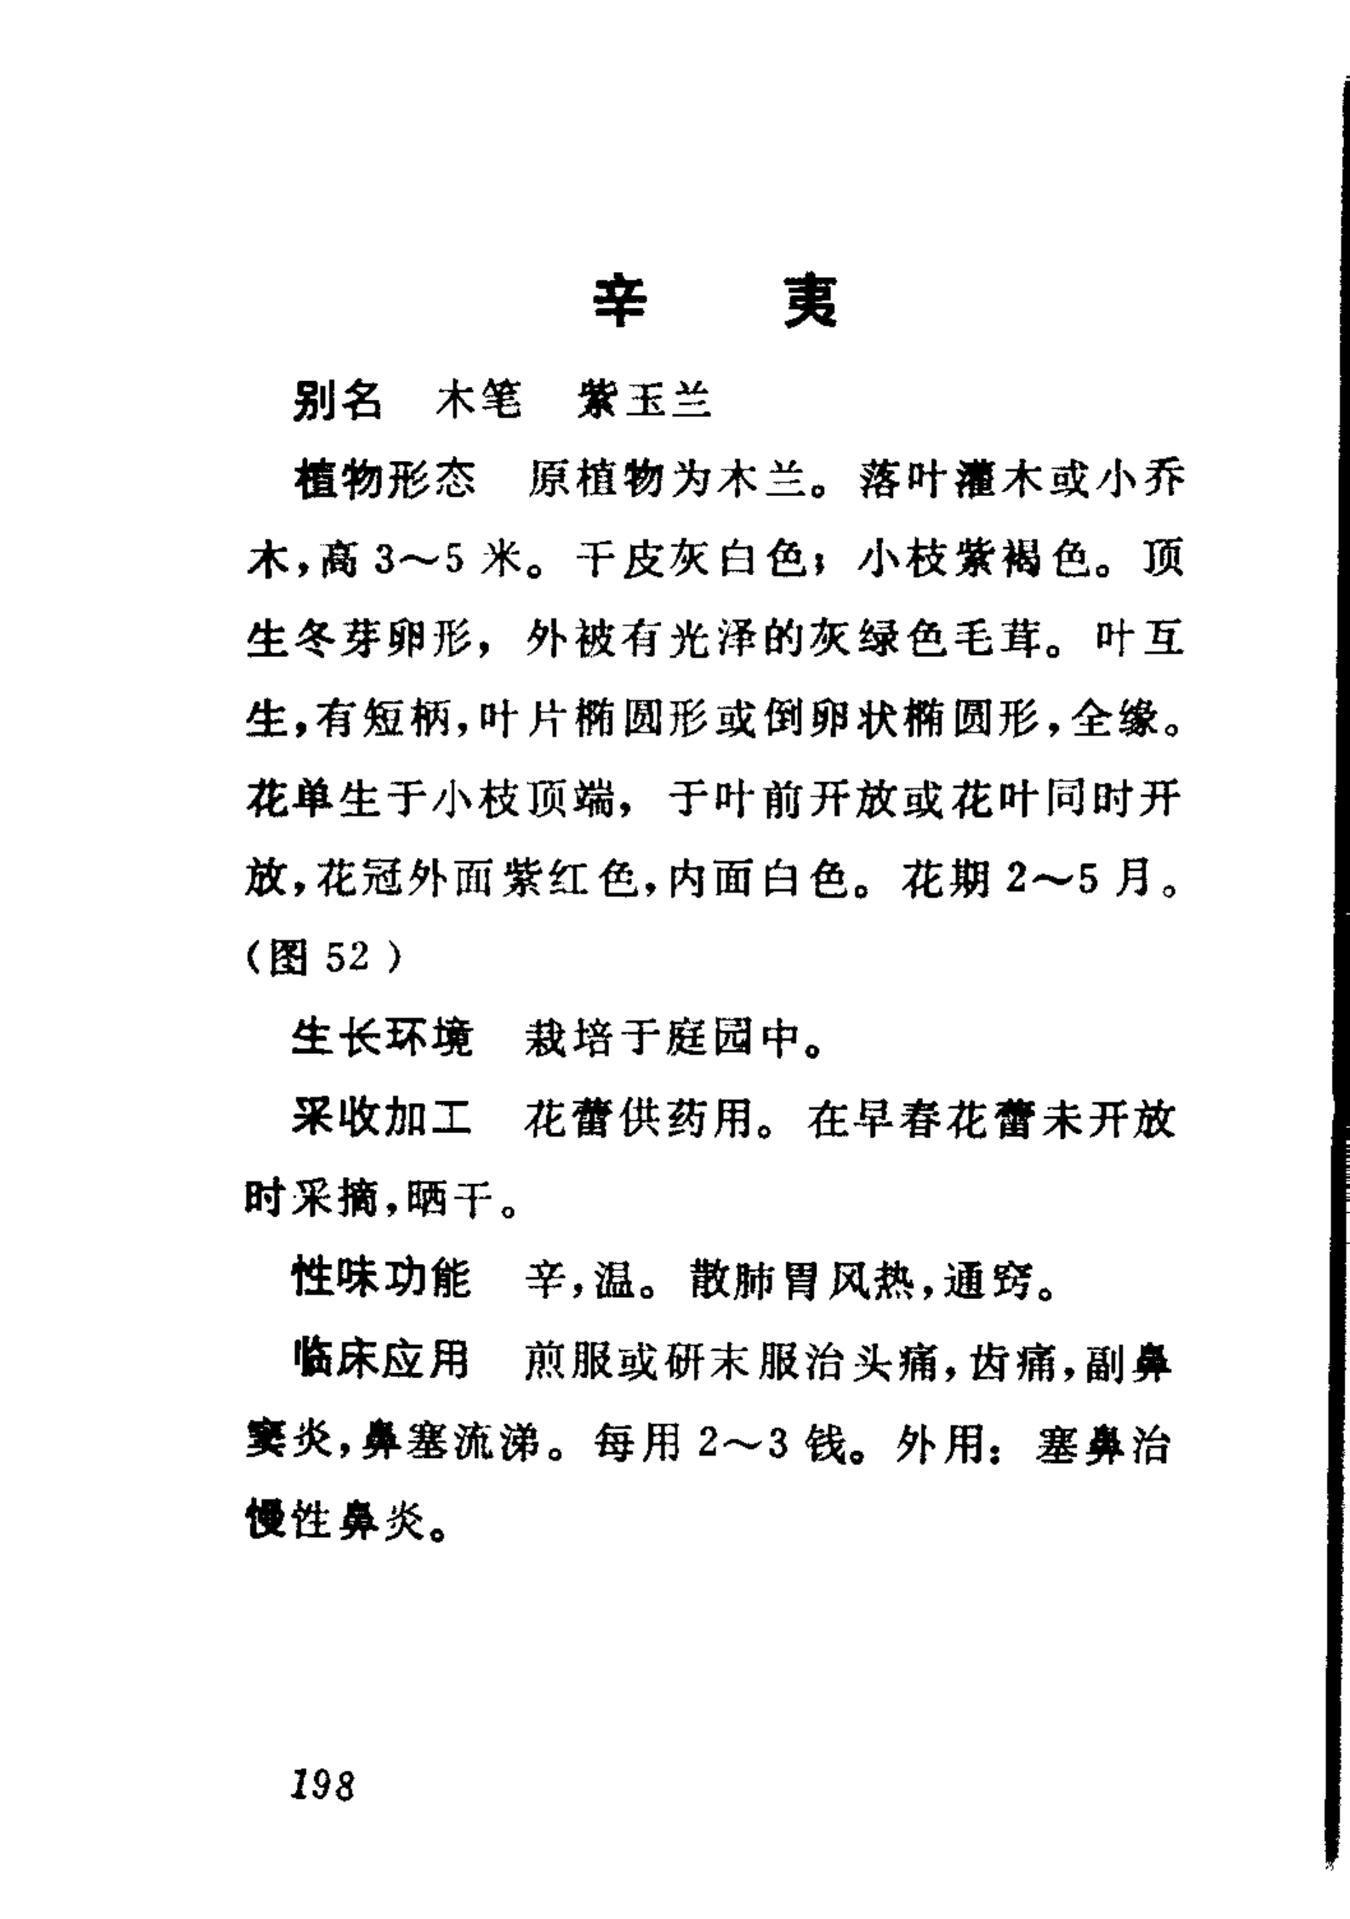 辛　夷
别名　木笔　紫玉兰
植物形态　原植物为木兰。落叶灌木或小乔
木，高3～5米。干皮灰白色；小枝紫褐色。顶
生冬芽卵形，外被有光泽的灰绿色毛茸。叶互
生，有短柄，叶片椭圆形或倒卵状椭圆形，全缘。
花单生于小枝顶端，于叶前开放或花叶同时开
放，花冠外面紫红色，内面白色。花期2～5月。
（图52）
生长环境　栽培于庭园中。
采收加工　花蕾供药用。在早春花蕾未开放
时采摘，晒干。
性味功能　辛，温。散肺胃风热，通窍。
临床应用　煎服或研末服治头痛，齿痛，副鼻
窦炎，鼻塞流涕。每用2～3钱。外用：塞鼻治
慢性鼻炎。
198